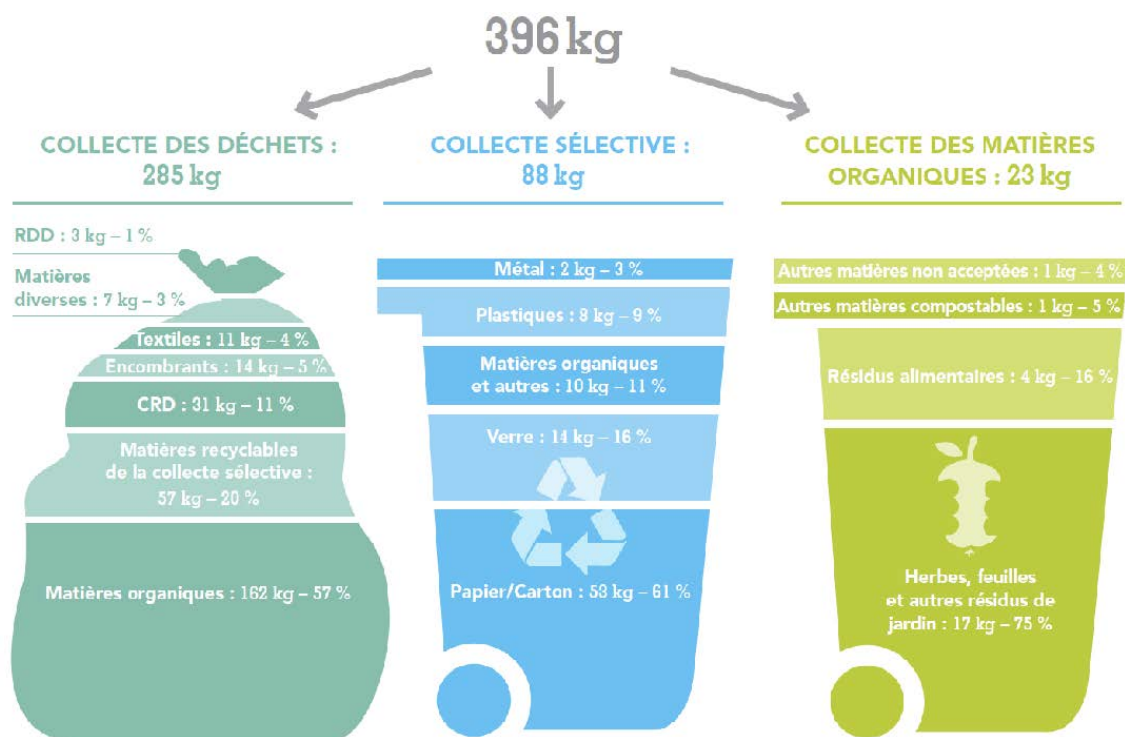 396 kg
COLLECTE DES DÉCHETS :
285 kg
RDD : 3 kg – 1 %
Matières
diverses : 7 kg – 3 %
Textiles : 11 kg – 4 %
Encombrants : 14 kg – 5 %
CRD : 31 kg – 11 %
Matières recyclables
de la collecte sélective :
57 kg – 20 %
Matières organiques : 162 kg – 57 %
COLLECTE SÉLECTIVE :
88 kg
Métal : 2 kg – 3 %
Plastiques : 8 kg – 9 %
Matières organiques
et autres : 10 kg – 11 %
Verre : 14 kg – 16 %
Papier/Carton : 53 kg – 61 %
COLLECTE DES MATIÈRES
ORGANIQUES : 23 kg
Autres matières non acceptées : 1 kg – 4 %
Autres matières compostables : 1 kg – 5 %
Résidus alimentaires : 4 kg – 16 %
Herbes, feuilles
et autres résidus de
jardin : 17 kg – 75 %